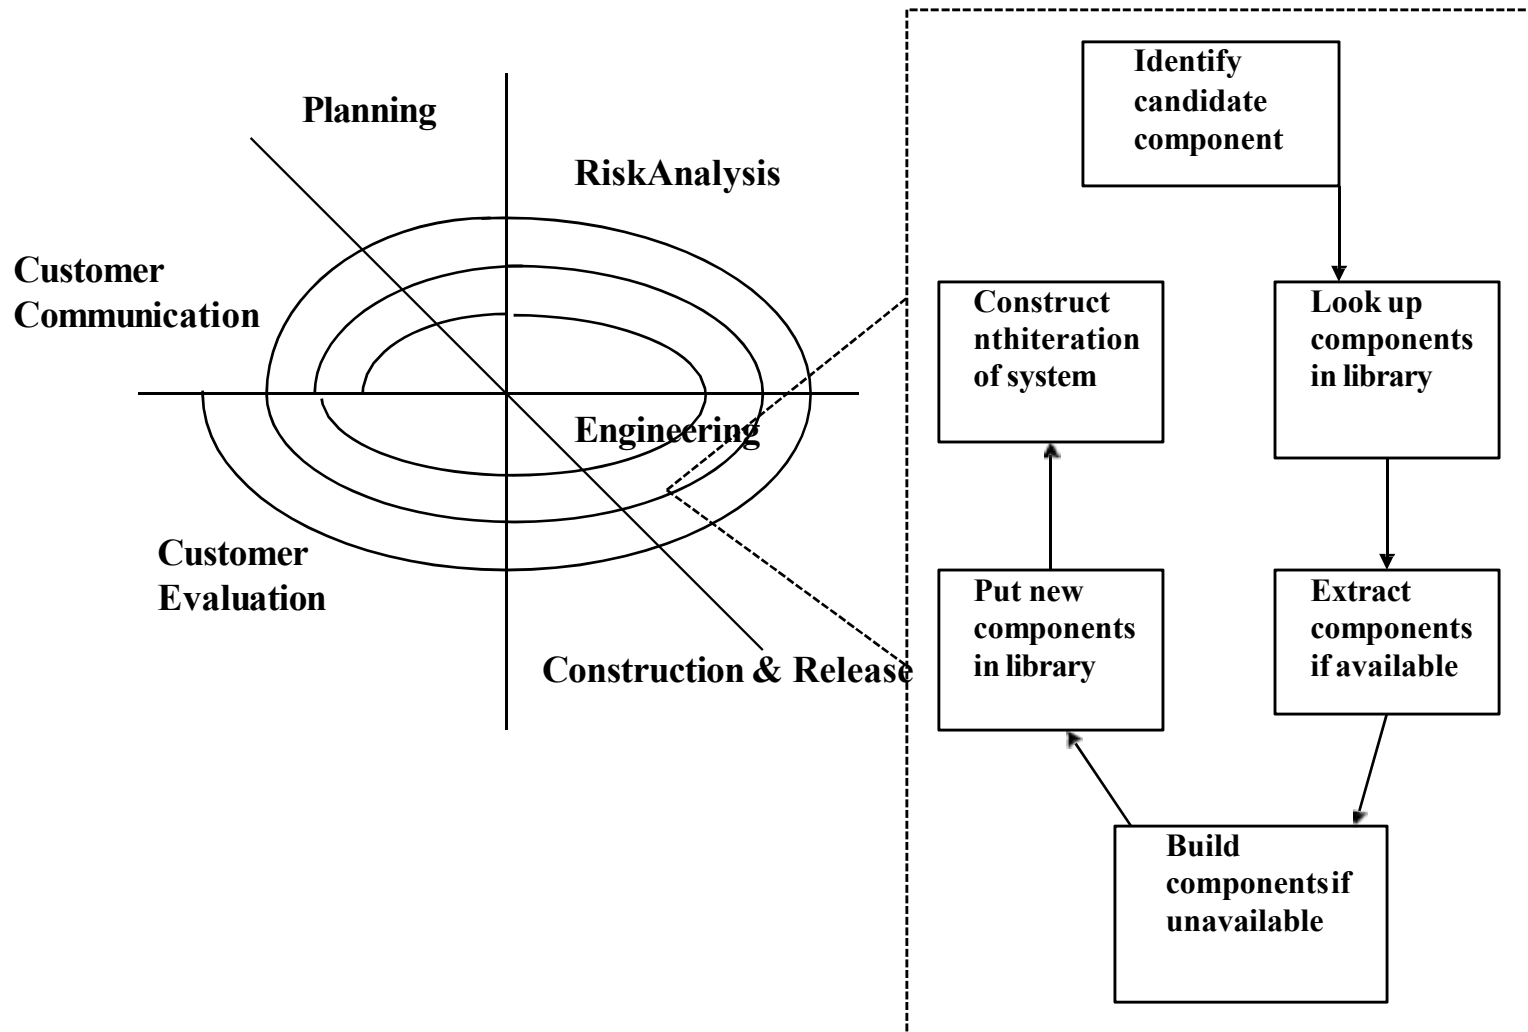 Planning
RiskAnalysis
Customer
Communication
Engineering
Customer
Evaluation
Construction & Release
Identify
candidate
component
Construct
nthiteration
of system
Look up
components
in library
Put new
components
in library
Extract
components
if available
Build
componentsif
unavailable